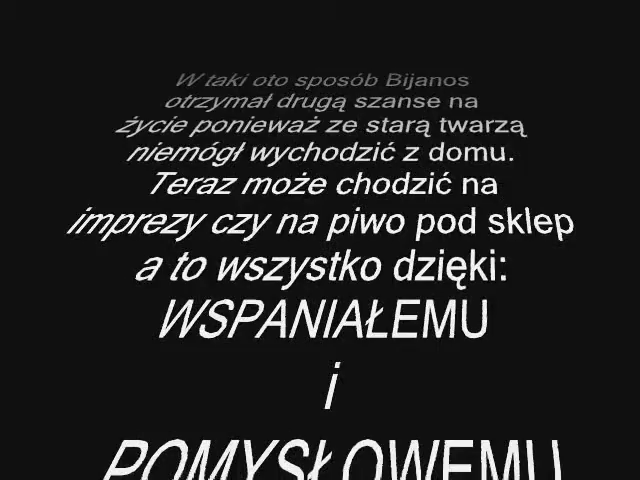 W taki oto sposób Bijanos
otrzymał drugą szanse na
życie ponieważ ze starą twarzą
niemógł wychodzić z domu.
Teraz może chodzić na
imprezy czy na piwo pod sklep
a to wszystko dzięki:
WSPANIAŁEMU
i
POMYSŁOWEMU